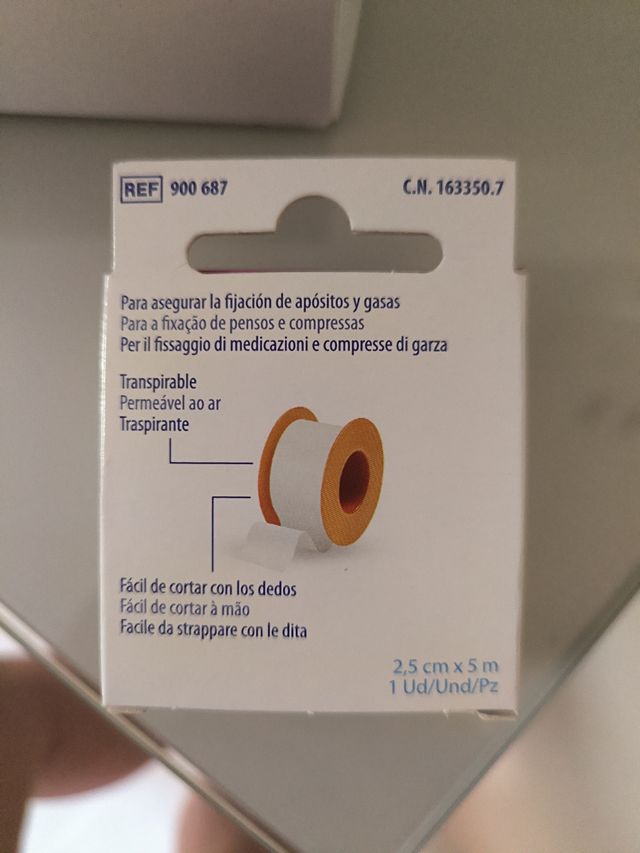 REF 900 687
C.N. 163350.7
Para asegurar la fijación de apósitos y gasas
Para a fixação de pensos e compressas
Per il fissaggio di medicazioni e compresse di garza
Transpirable
Permeável ao ar
Traspirante
Fácil de cortar con los dedos
Fácil de cortar à mão
Facile da strappare con le dita
2,5 cm x 5 m
1 Ud/Und/Pz